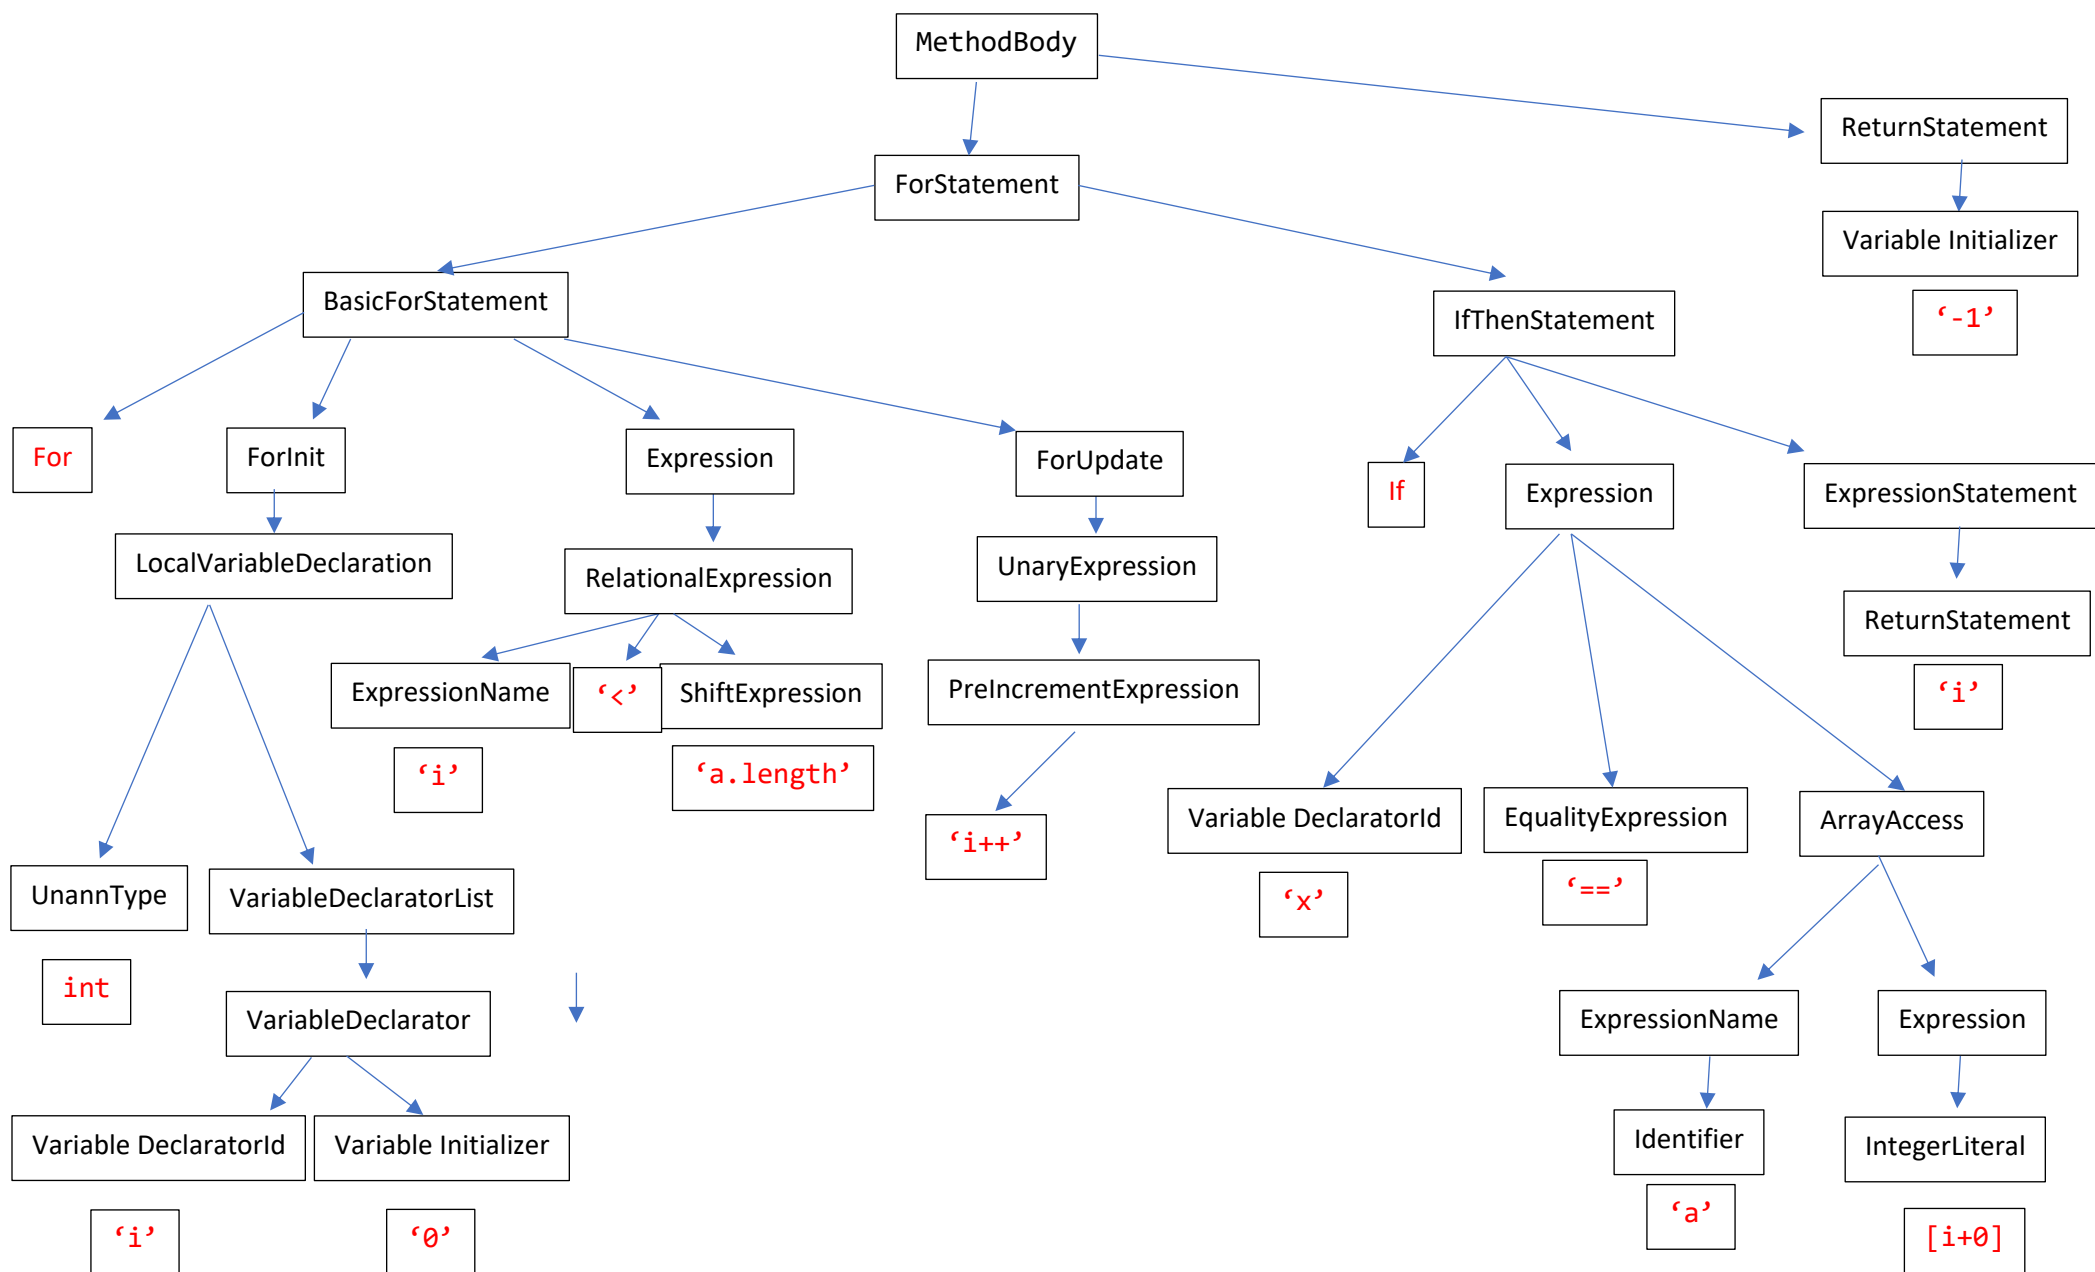 MethodBody
ReturnStatement
ForStatement
Variable Initializer
BasicForStatement
IfThenStatement
‘-1’
For
ForInit
Expression
ForUpdate
If
Expression
ExpressionStatement
LocalVariableDeclaration
RelationalExpression
UnaryExpression
ReturnStatement
ExpressionName
‘<’
ShiftExpression
PreIncrementExpression
‘i’
‘i’
‘a.length’
‘i++’
Variable DeclaratorId
EqualityExpression
ArrayAccess
UnannType
VariableDeclaratorList
‘x’
‘==’
int
VariableDeclarator
ExpressionName
Expression
Variable DeclaratorId
Variable Initializer
Identifier
IntegerLiteral
‘a’
‘i’
‘0’
[i+0]